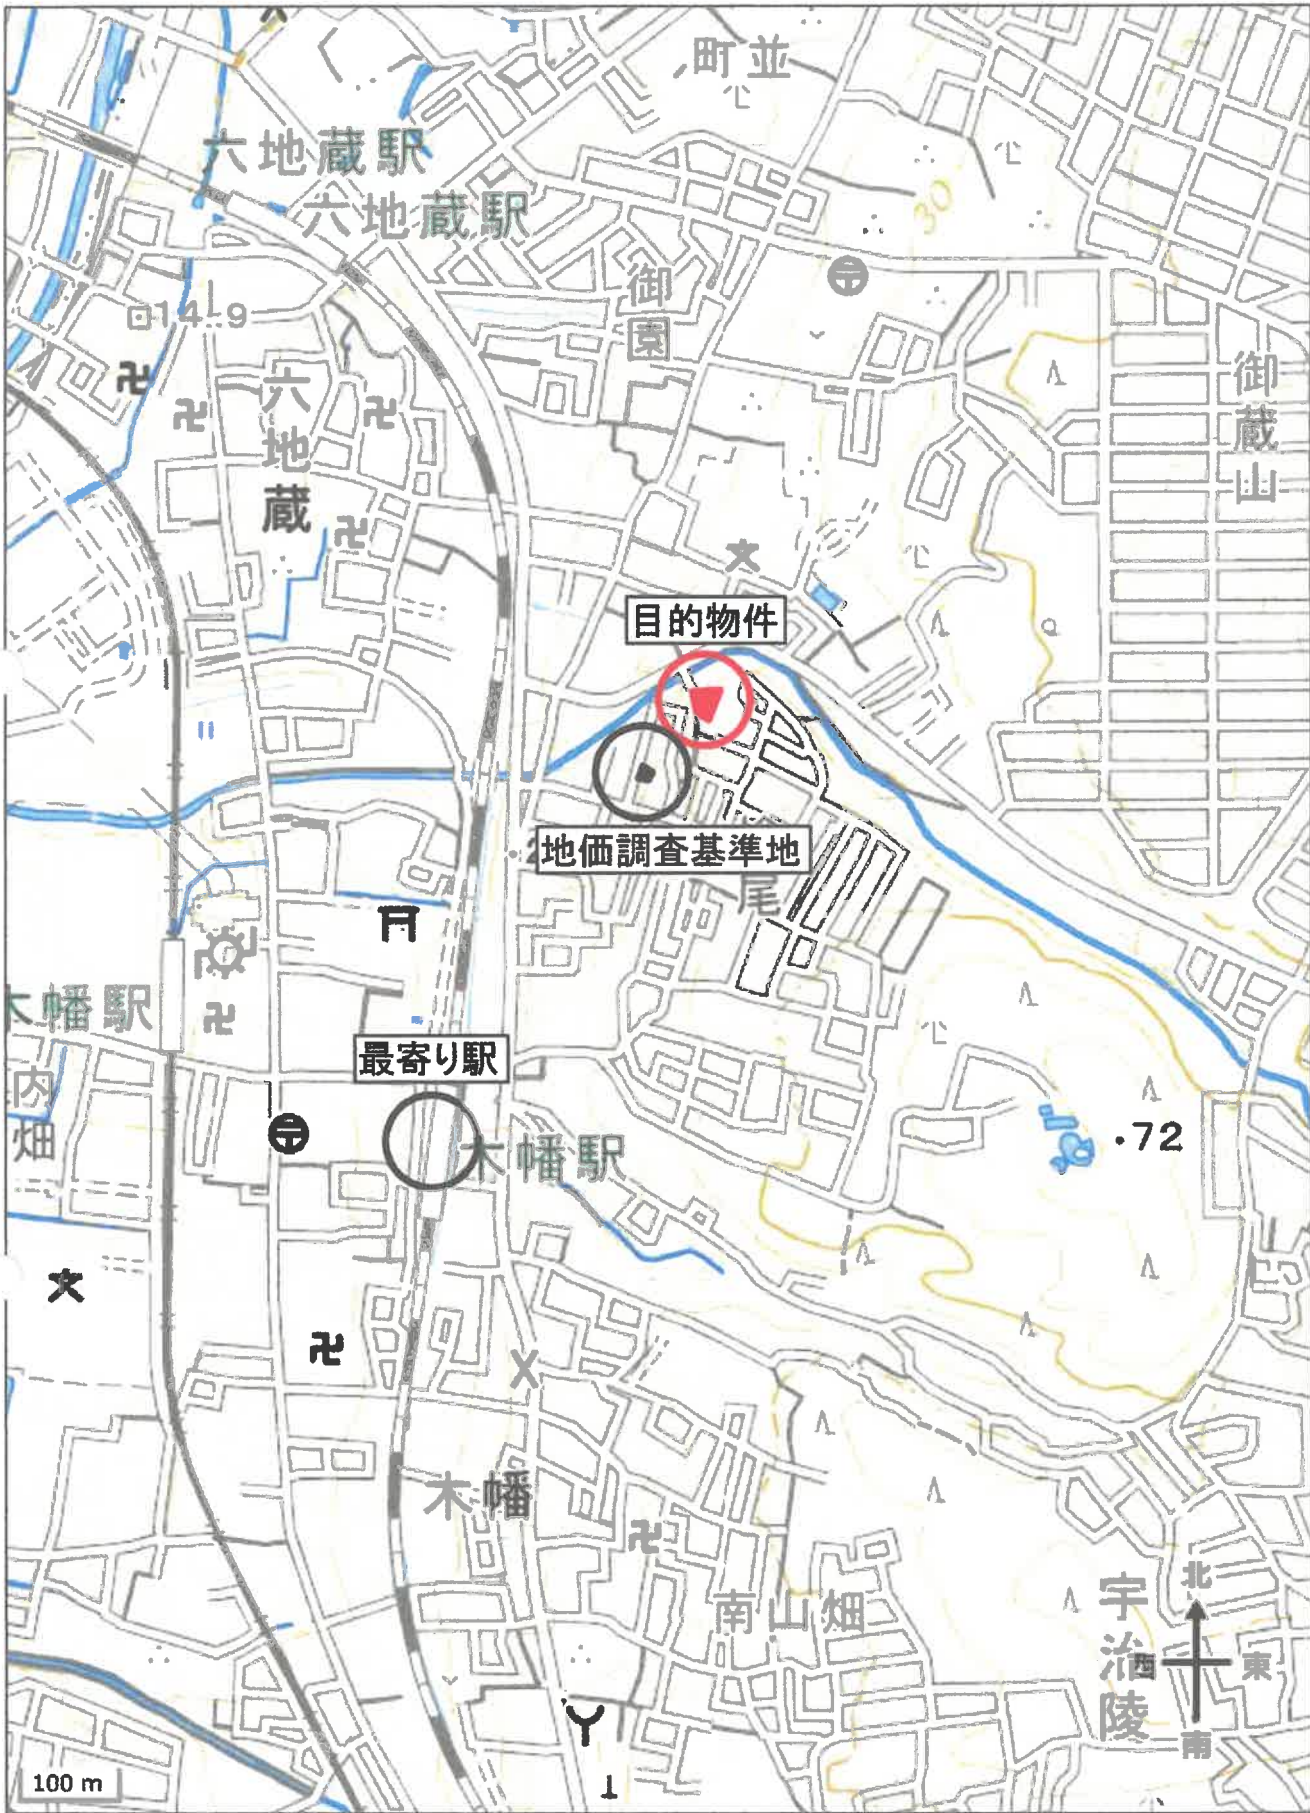 町並
六地蔵駅
六地蔵駅
30
御園
14.9
御蔵山
六地蔵
目的物件
地価調査基準地
尾
木幡駅
最寄り駅
内畑
木幡駅
・72
木幡
南山畑
宇治陵
北
西
東
南
100 m